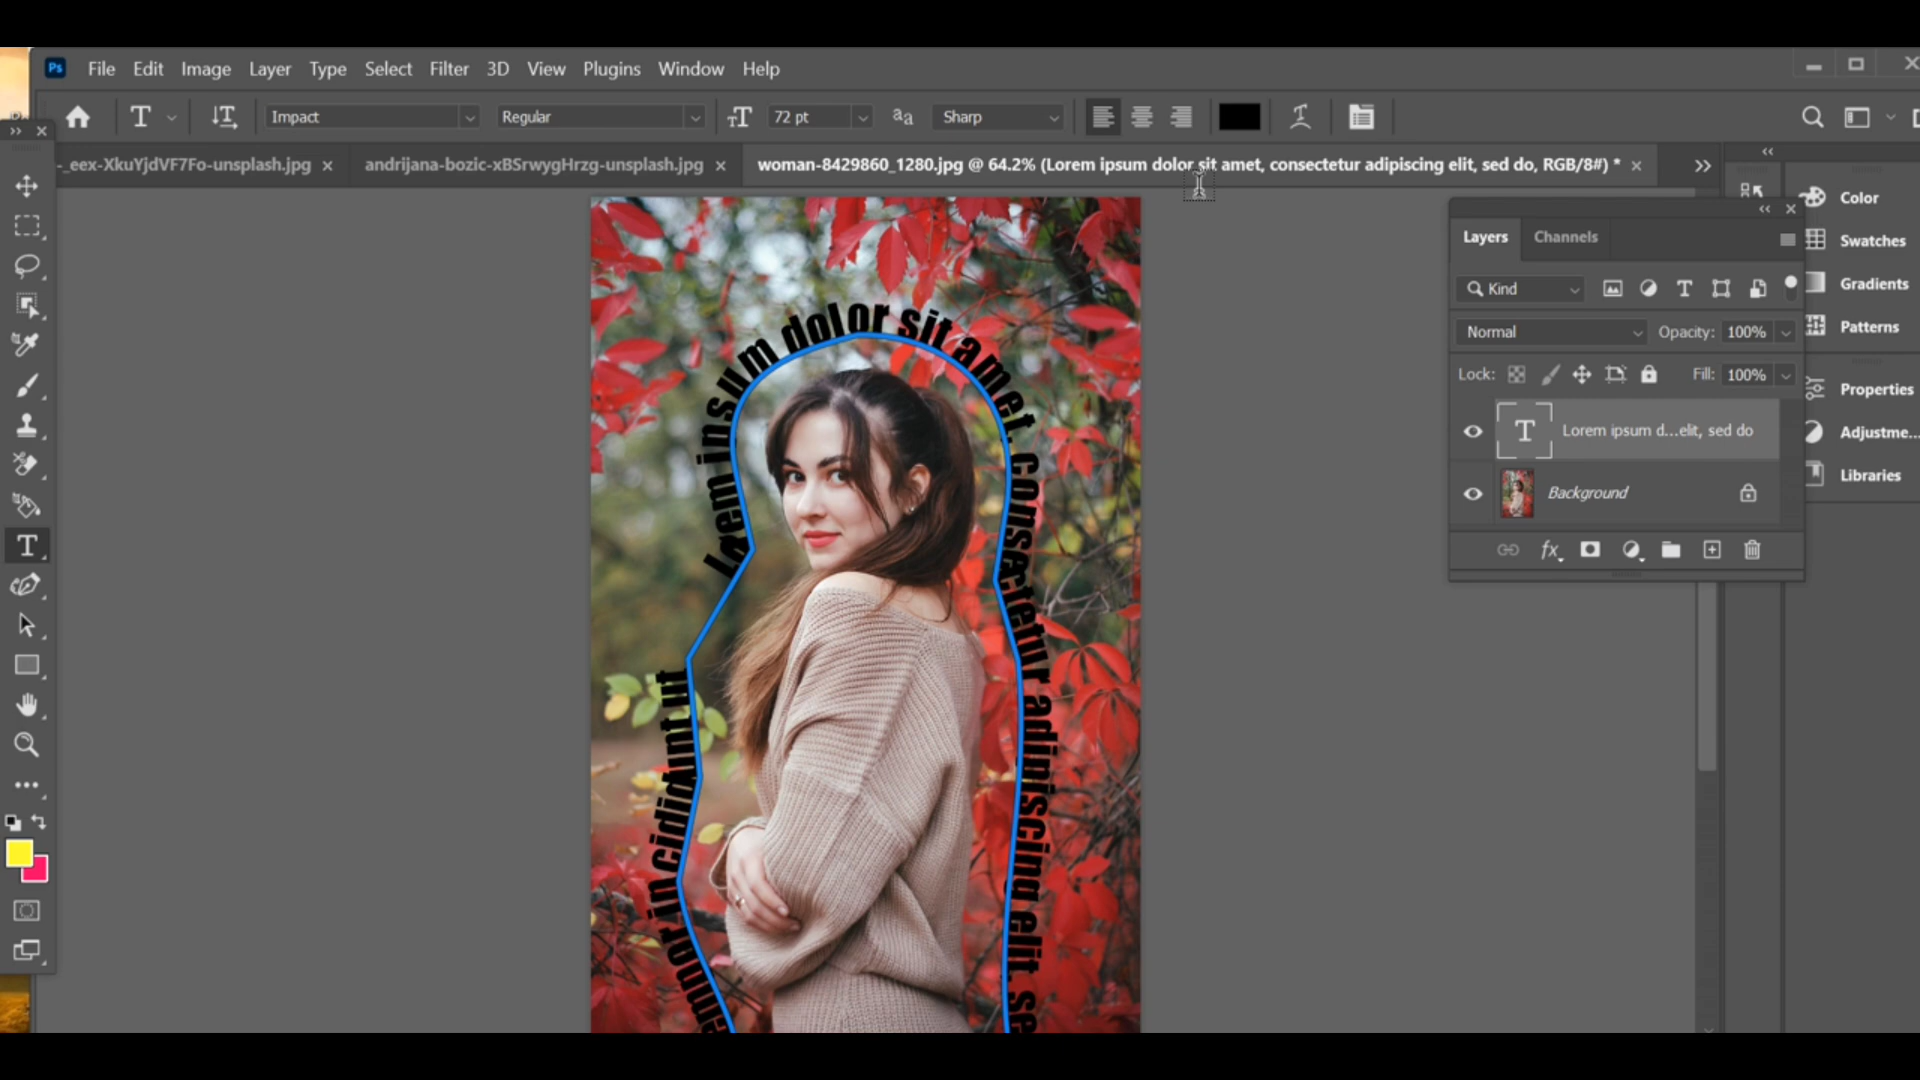 Ps File Edit Image Layer Type Select Filter 3D View Plugins Window Help
T Impact Regular 72 pt aa Sharp
-_eex-XkuYjdVF7Fo-unsplash.jpg andrijana-bozic-xBSrwygHrzg-unsplash.jpg woman-8429860_1280.jpg @ 64.2% (Lorem ipsum dolor sit amet, consectetur adipiscing elit, sed do, RGB/8#) *
Lorem ipsum dolor sit amet, consectetur adipiscing elit, se
empor in cididunt ut
Layers Channels
Kind
Normal Opacity: 100%
Lock: Fill: 100%
T Lorem ipsum d...elit, sed do
Background
fx
Color
Swatches
Gradients
Patterns
Properties
Adjustme...
Libraries